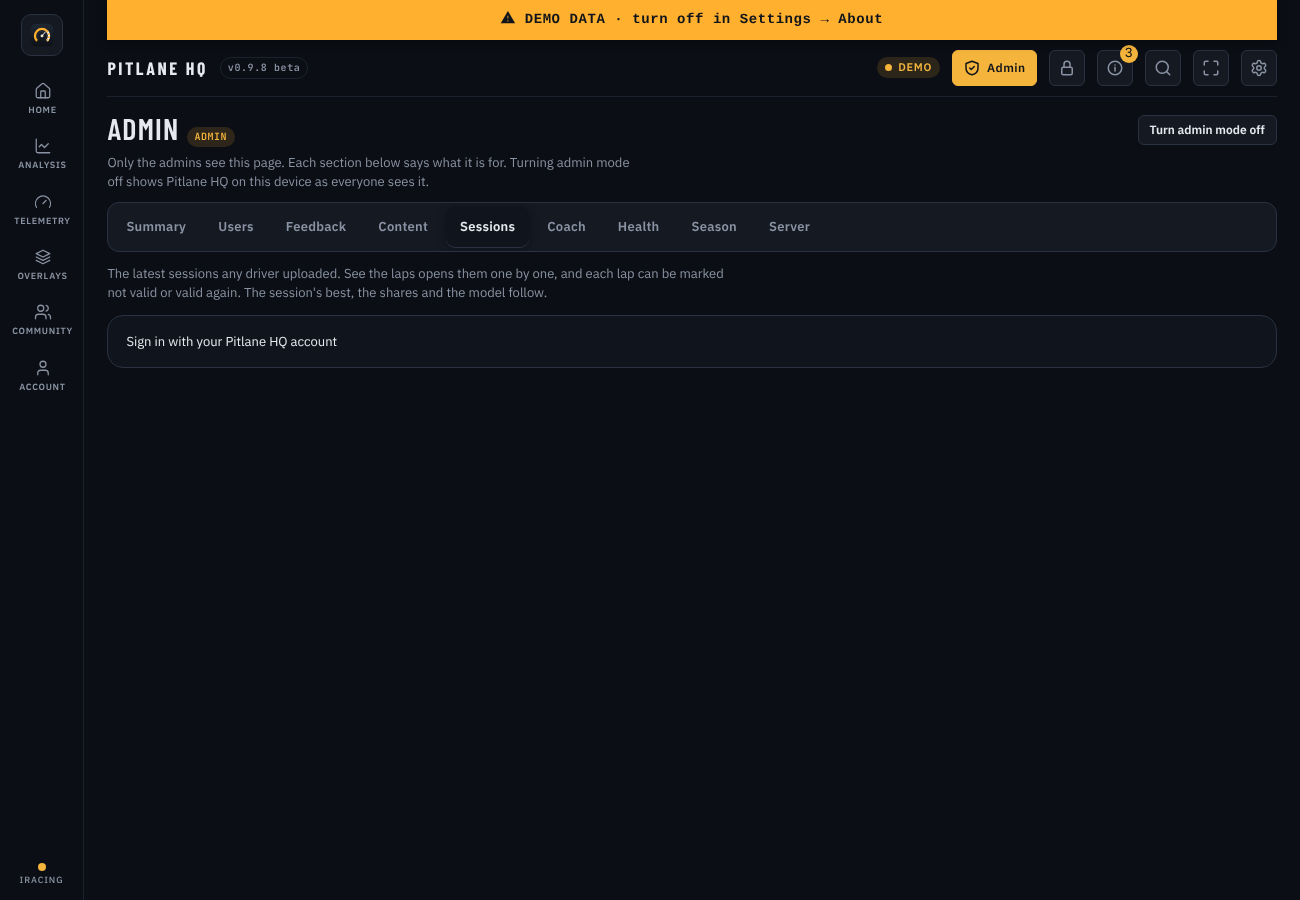 ⚠ DEMO DATA · turn off in Settings → About
PITLANE HQ
v0.9.8 beta
DEMO
Admin
3
HOME
ANALYSIS
TELEMETRY
OVERLAYS
COMMUNITY
ACCOUNT
IRACING
ADMIN
ADMIN
Turn admin mode off
Only the admins see this page. Each section below says what it is for. Turning admin mode
off shows Pitlane HQ on this device as everyone sees it.
Summary
Users
Feedback
Content
Sessions
Coach
Health
Season
Server
The latest sessions any driver uploaded. See the laps opens them one by one, and each lap can be marked
not valid or valid again. The session's best, the shares and the model follow.
Sign in with your Pitlane HQ account